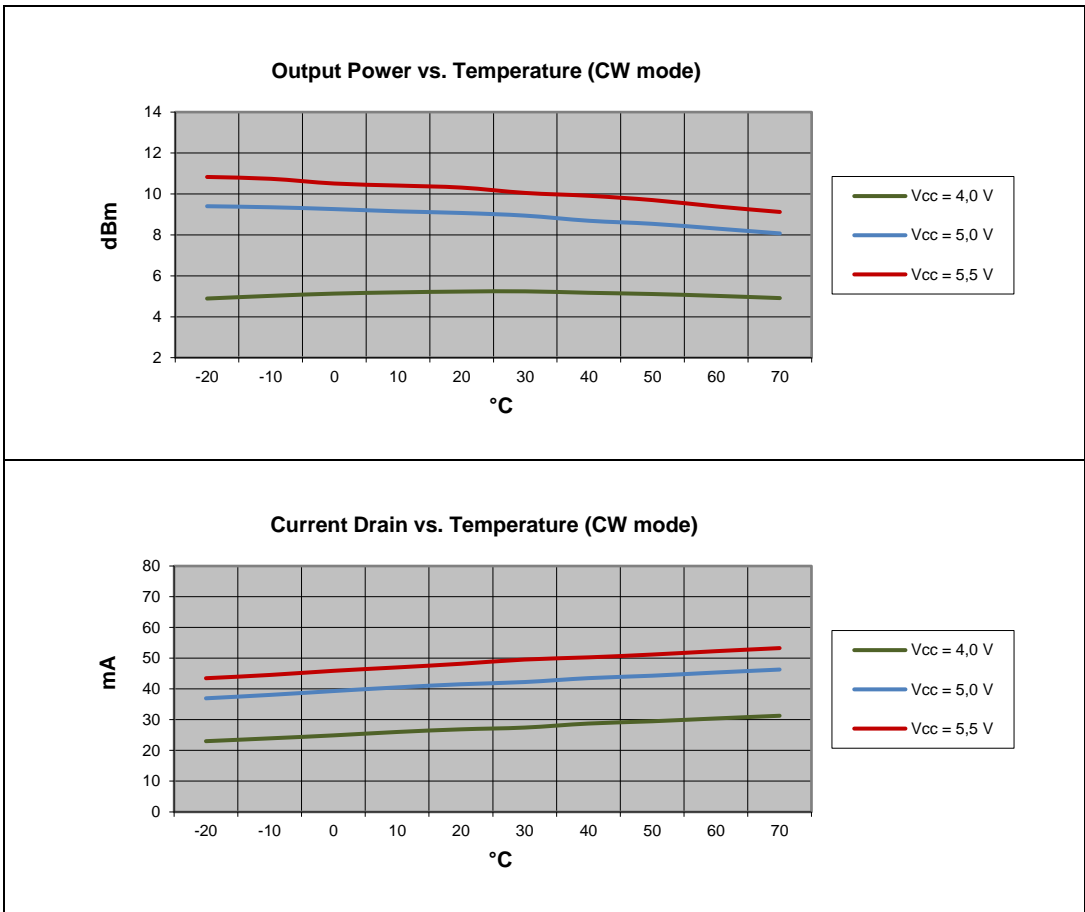 Output Power vs. Temperature (CW mode)
14
12
10
8
6
4
2
dBm
-20 -10 0 10 20 30 40 50 60 70
°C
Vcc = 4,0 V
Vcc = 5,0 V
Vcc = 5,5 V
Current Drain vs. Temperature (CW mode)
80
70
60
50
40
30
20
10
0
mA
-20 -10 0 10 20 30 40 50 60 70
°C
Vcc = 4,0 V
Vcc = 5,0 V
Vcc = 5,5 V